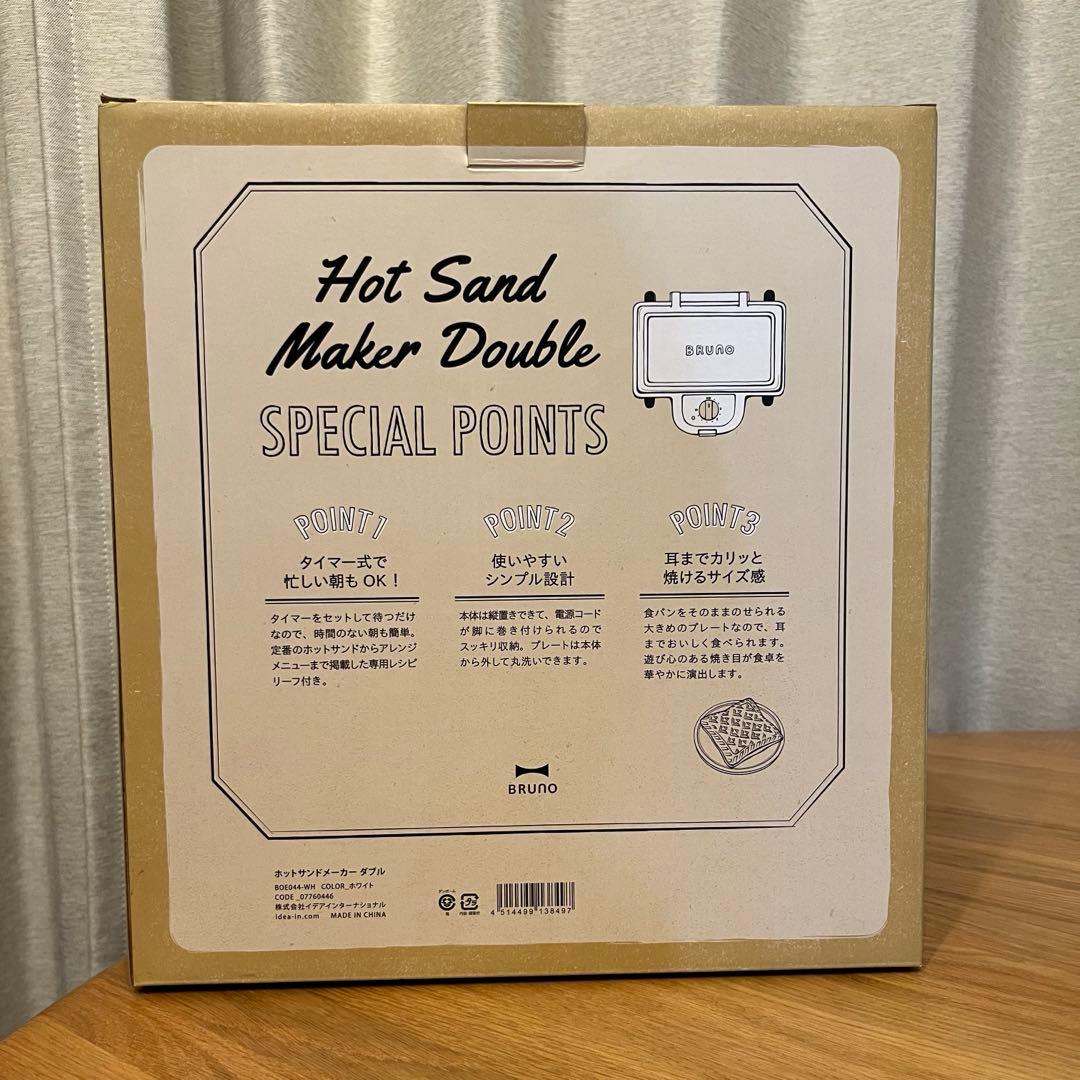 Hot Sand
Maker Double
SPECIAL POINTS
BRUNO
POINT1
タイマー式で
忙しい朝も OK！
タイマーをセットして待つだけ
なので、時間のない朝も簡単。
定番のホットサンドからアレンジ
メニューまで掲載した専用レシピ
リーフ付き。
POINT2
使いやすい
シンプル設計
本体は縦置きできて、電源コード
が脚に巻き付けられるので
スッキリ収納。プレートは本体
から外して丸洗いできます。
POINT3
耳までカリッと
焼けるサイズ感
食パンをそのままのせられる
大きめのプレートなので、耳
までおいしく食べられます。
遊び心のある焼き目が食卓を
華やかに演出します。
BRUNO
ホットサンドメーカー ダブル
BOE044-WH COLOR_ホワイト
CODE_07760446
株式会社イデアインターナショナル
idea-in.com MADE IN CHINA
ダンボール
箱
4 514499 138497